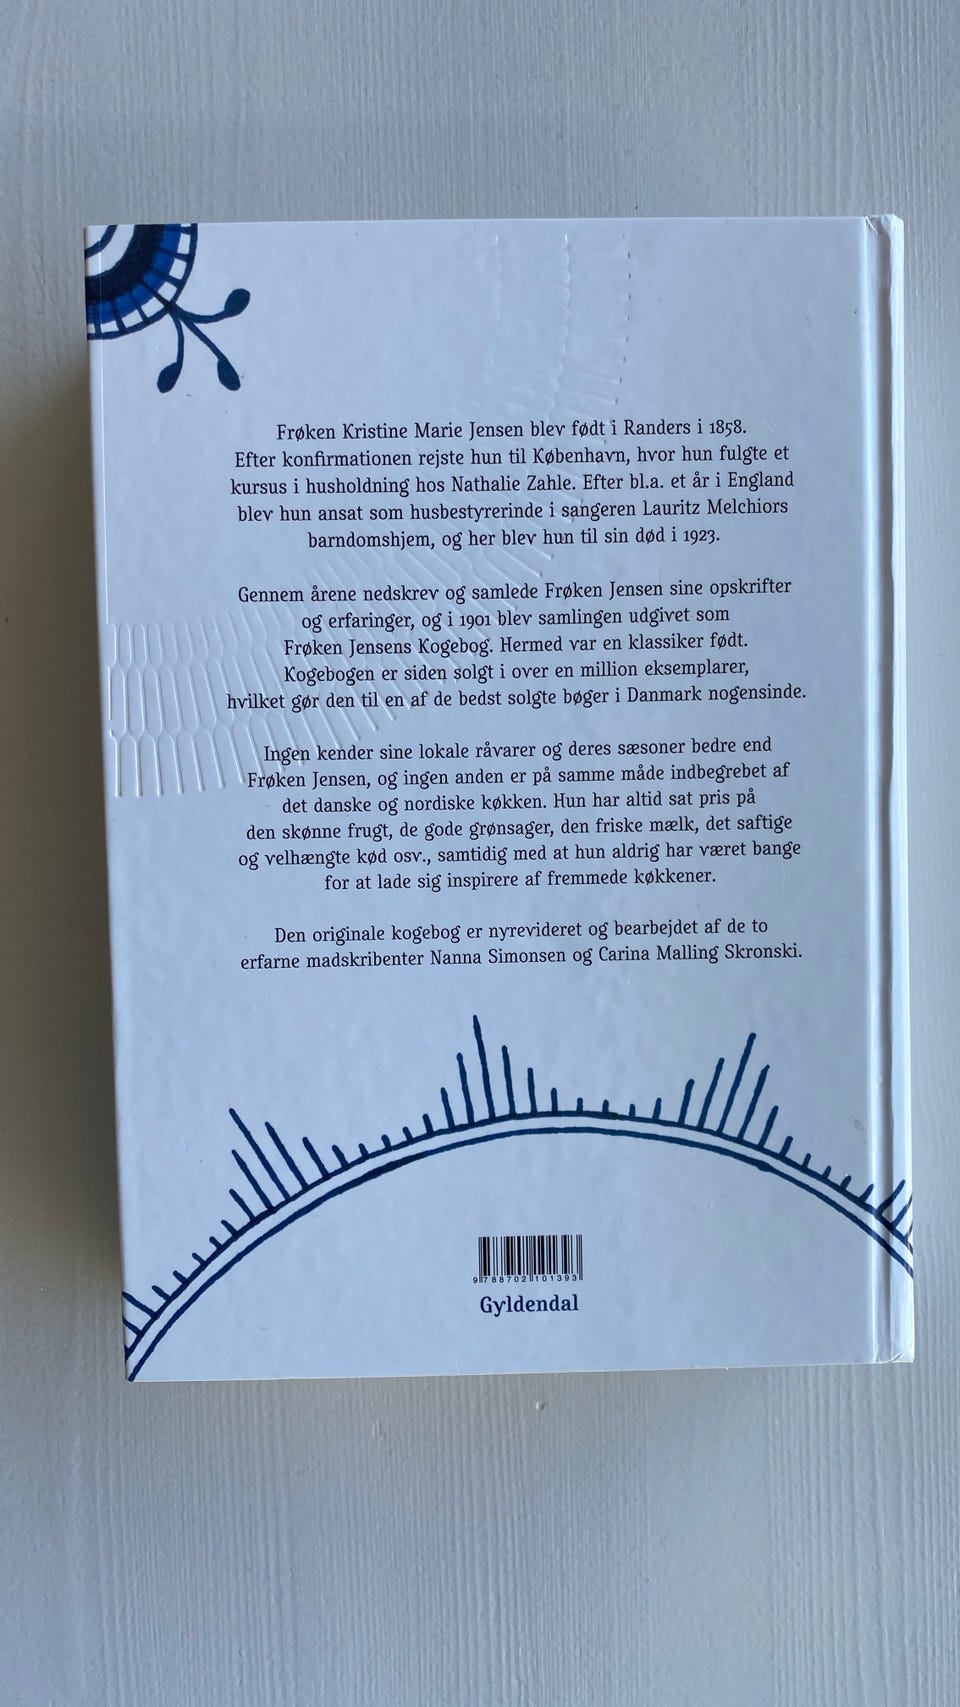 Frøken Kristine Marie Jensen blev født i Randers i 1858.
Efter konfirmationen rejste hun til København, hvor hun fulgte et
kursus i husholdning hos Nathalie Zahle. Efter bl.a. et år i England
blev hun ansat som husbestyrerinde i sangeren Lauritz Melchiors
barndomshjem, og her blev hun til sin død i 1923.
Gennem årene nedskrev og samlede Frøken Jensen sine opskrifter
og erfaringer, og i 1901 blev samlingen udgivet som
Frøken Jensens Kogebog. Hermed var en klassiker født.
Kogebogen er siden solgt i over en million eksemplarer,
hvilket gør den til en af de bedst solgte bøger i Danmark nogensinde.
Ingen kender sine lokale råvarer og deres sæsoner bedre end
Frøken Jensen, og ingen anden er på samme måde indbegrebet af
det danske og nordiske køkken. Hun har altid sat pris på
den skønne frugt, de gode grønsager, den friske mælk, det saftige
og velhængte kød osv., samtidig med at hun aldrig har været bange
for at lade sig inspirere af fremmede køkkener.
Den originale kogebog er nyrevideret og bearbejdet af de to
erfarne madskribenter Nanna Simonsen og Carina Malling Skronski.
9 788702 101393
Gyldendal